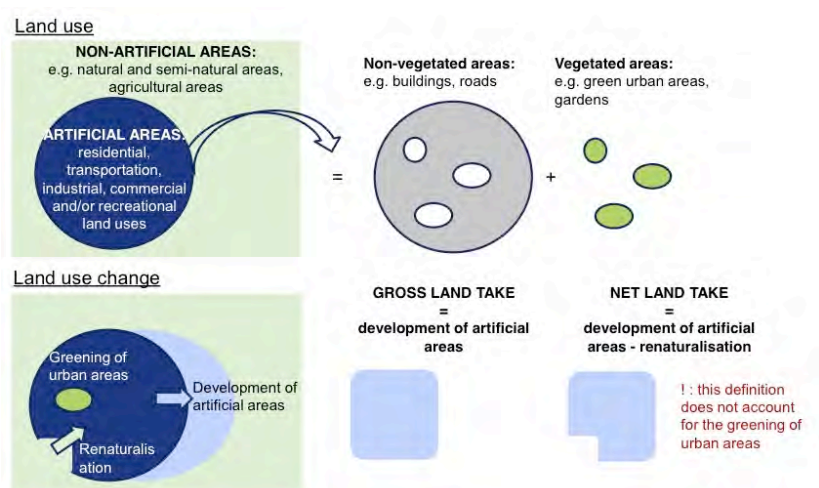 Land use
NON-ARTIFICIAL AREAS:
e.g. natural and semi-natural areas,
agricultural areas
ARTIFICIAL AREAS:
residential,
transportation,
industrial, commercial
and/or recreational
land uses
=
Non-vegetated areas:
e.g. buildings, roads
+
Vegetated areas:
e.g. green urban areas,
gardens
Land use change
Greening of
urban areas
Development of
artificial areas
Renaturalis
ation
GROSS LAND TAKE
=
development of artificial
areas
NET LAND TAKE
=
development of artificial
areas - renaturalisation
! : this definition
does not account
for the greening of
urban areas